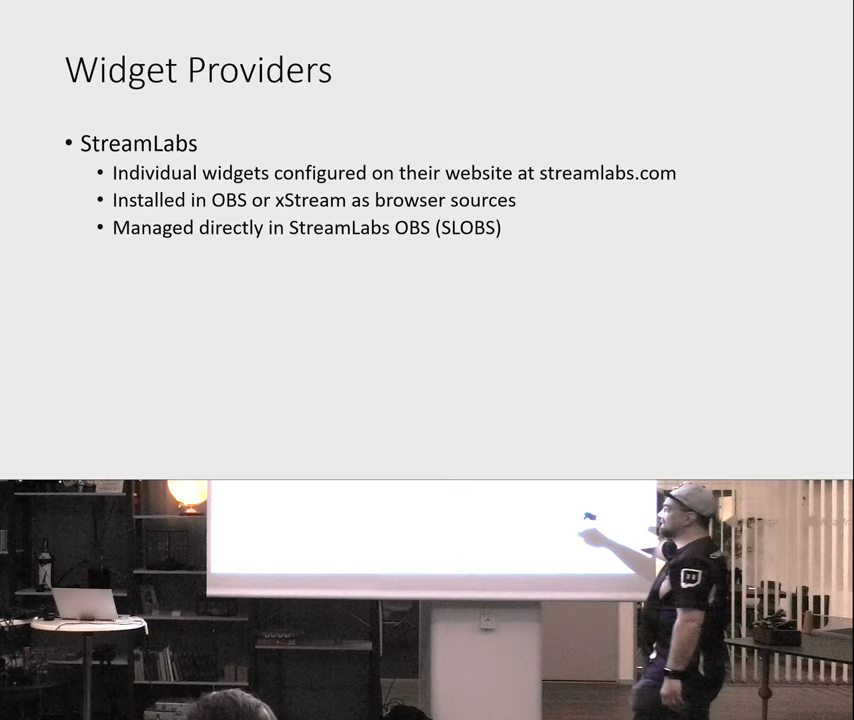 Widget Providers
• StreamLabs
• Individual widgets configured on their website at streamlabs.com
• Installed in OBS or xStream as browser sources
• Managed directly in StreamLabs OBS (SLOBS)